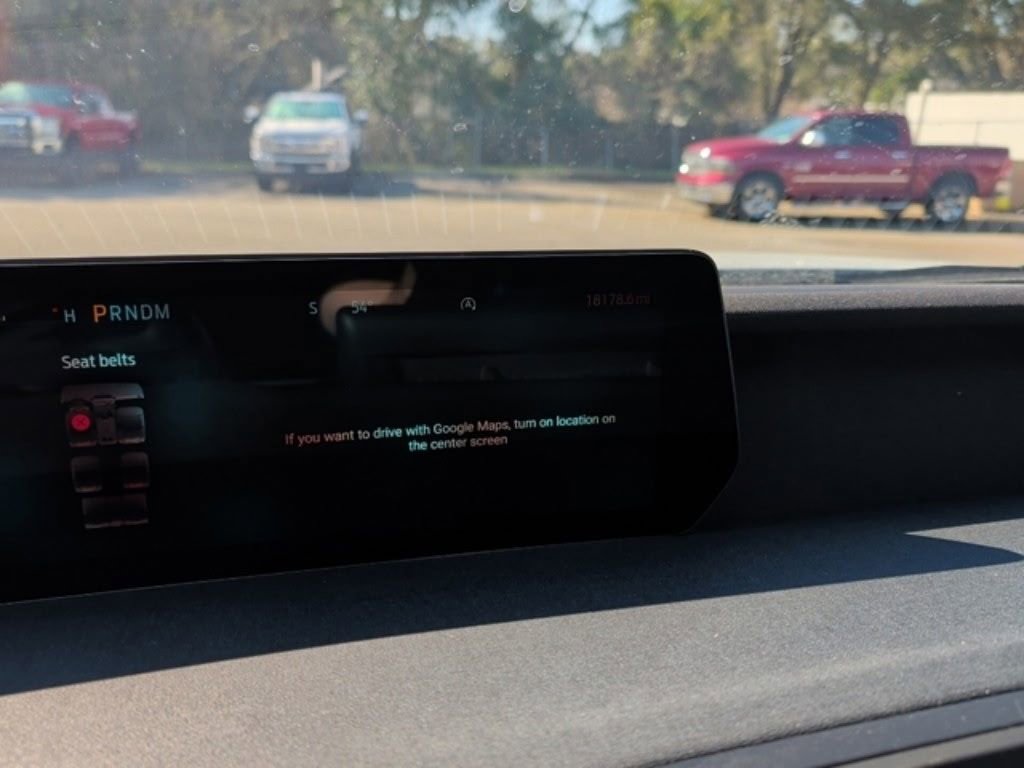 H PRNDM S 54° A 18178.6 mi
Seat belts
If you want to drive with Google Maps, turn on location on
the center screen